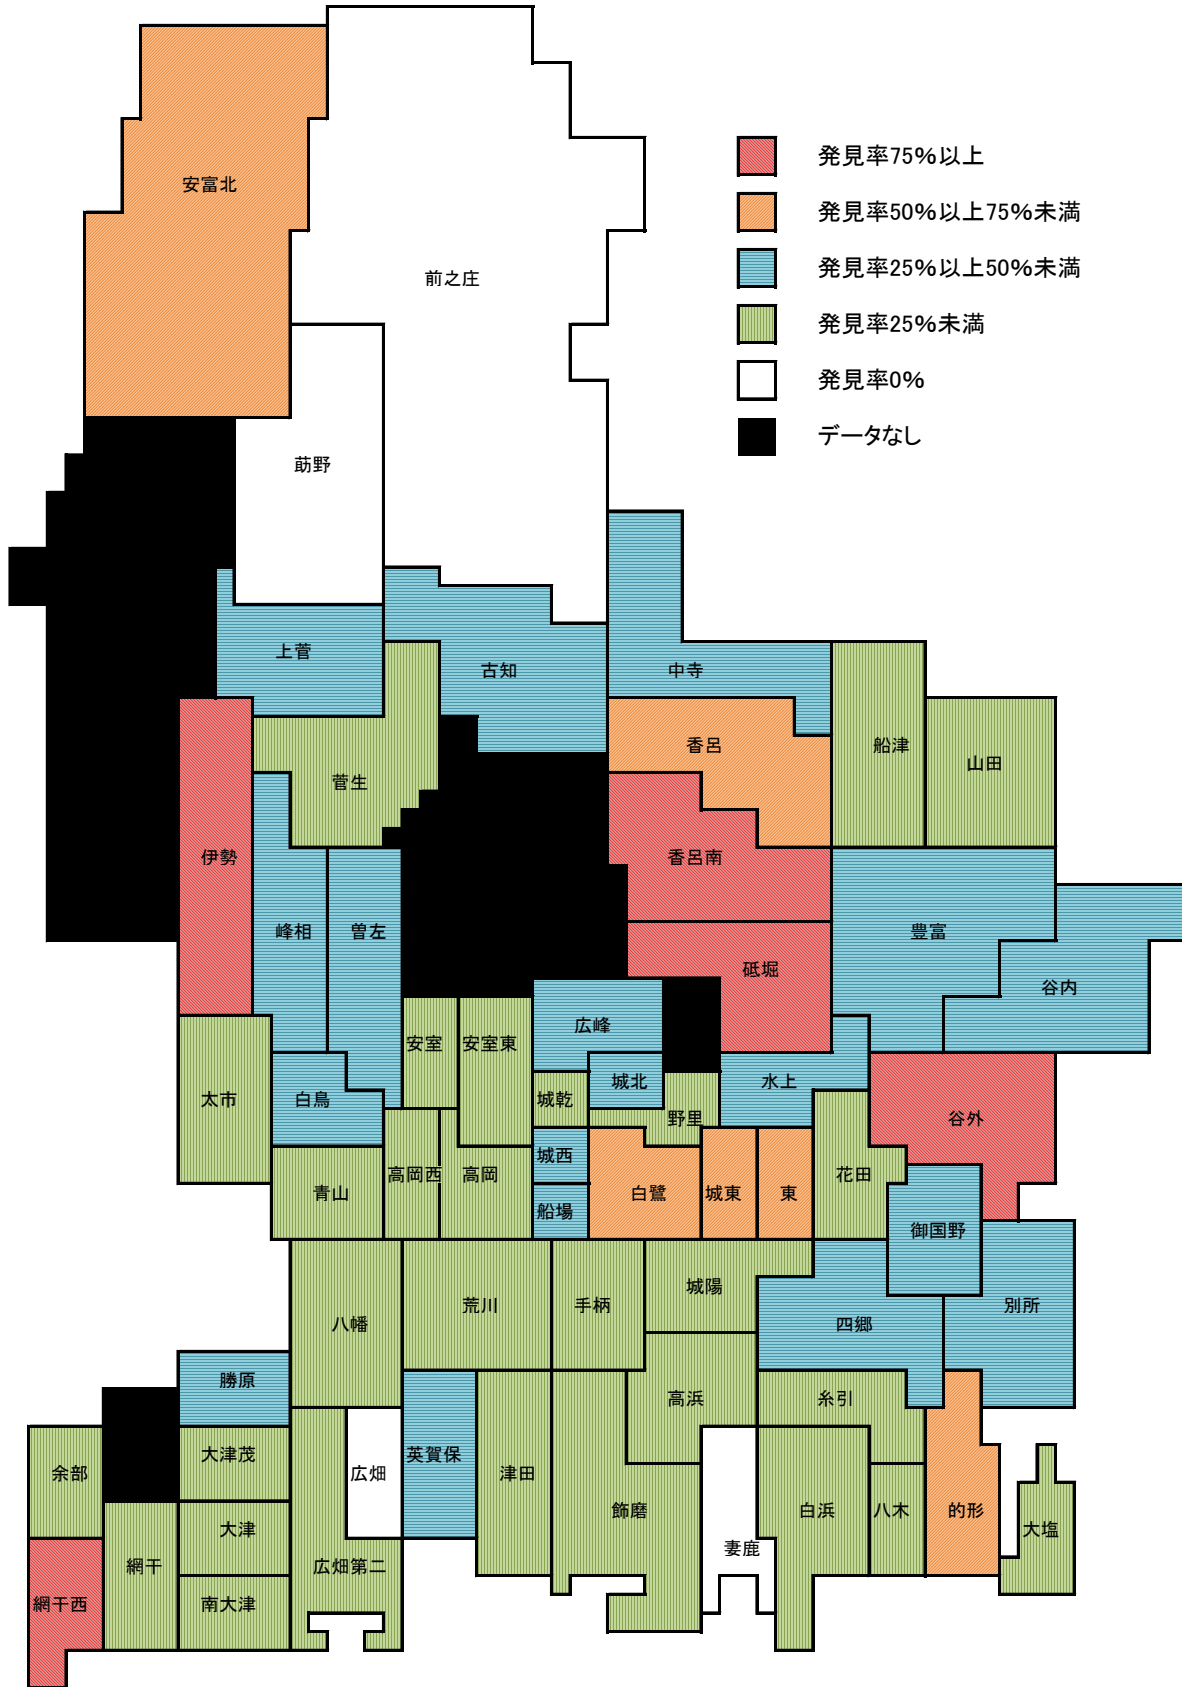 発見率75%以上
安富北
発見率50%以上75%未満
発見率25%以上50%未満
前之庄
発見率25%未満
発見率0%
データなし
莇野
上菅
古知
中寺
香呂
船津
山田
菅生
伊勢
香呂南
峰相
曽左
豊富
砥堀
谷内
広峰
安室
安室東
城北
水上
太市
白鳥
城乾
野里
谷外
城西
高岡西
高岡
花田
青山
白鷺
城東
東
船場
御国野
城陽
荒川
手柄
別所
八幡
四郷
勝原
高浜
糸引
大津茂
英賀保
余部
広畑
津田
飾磨
白浜
八木
的形
大津
大塩
妻鹿
網干
広畑第二
網干西
南大津